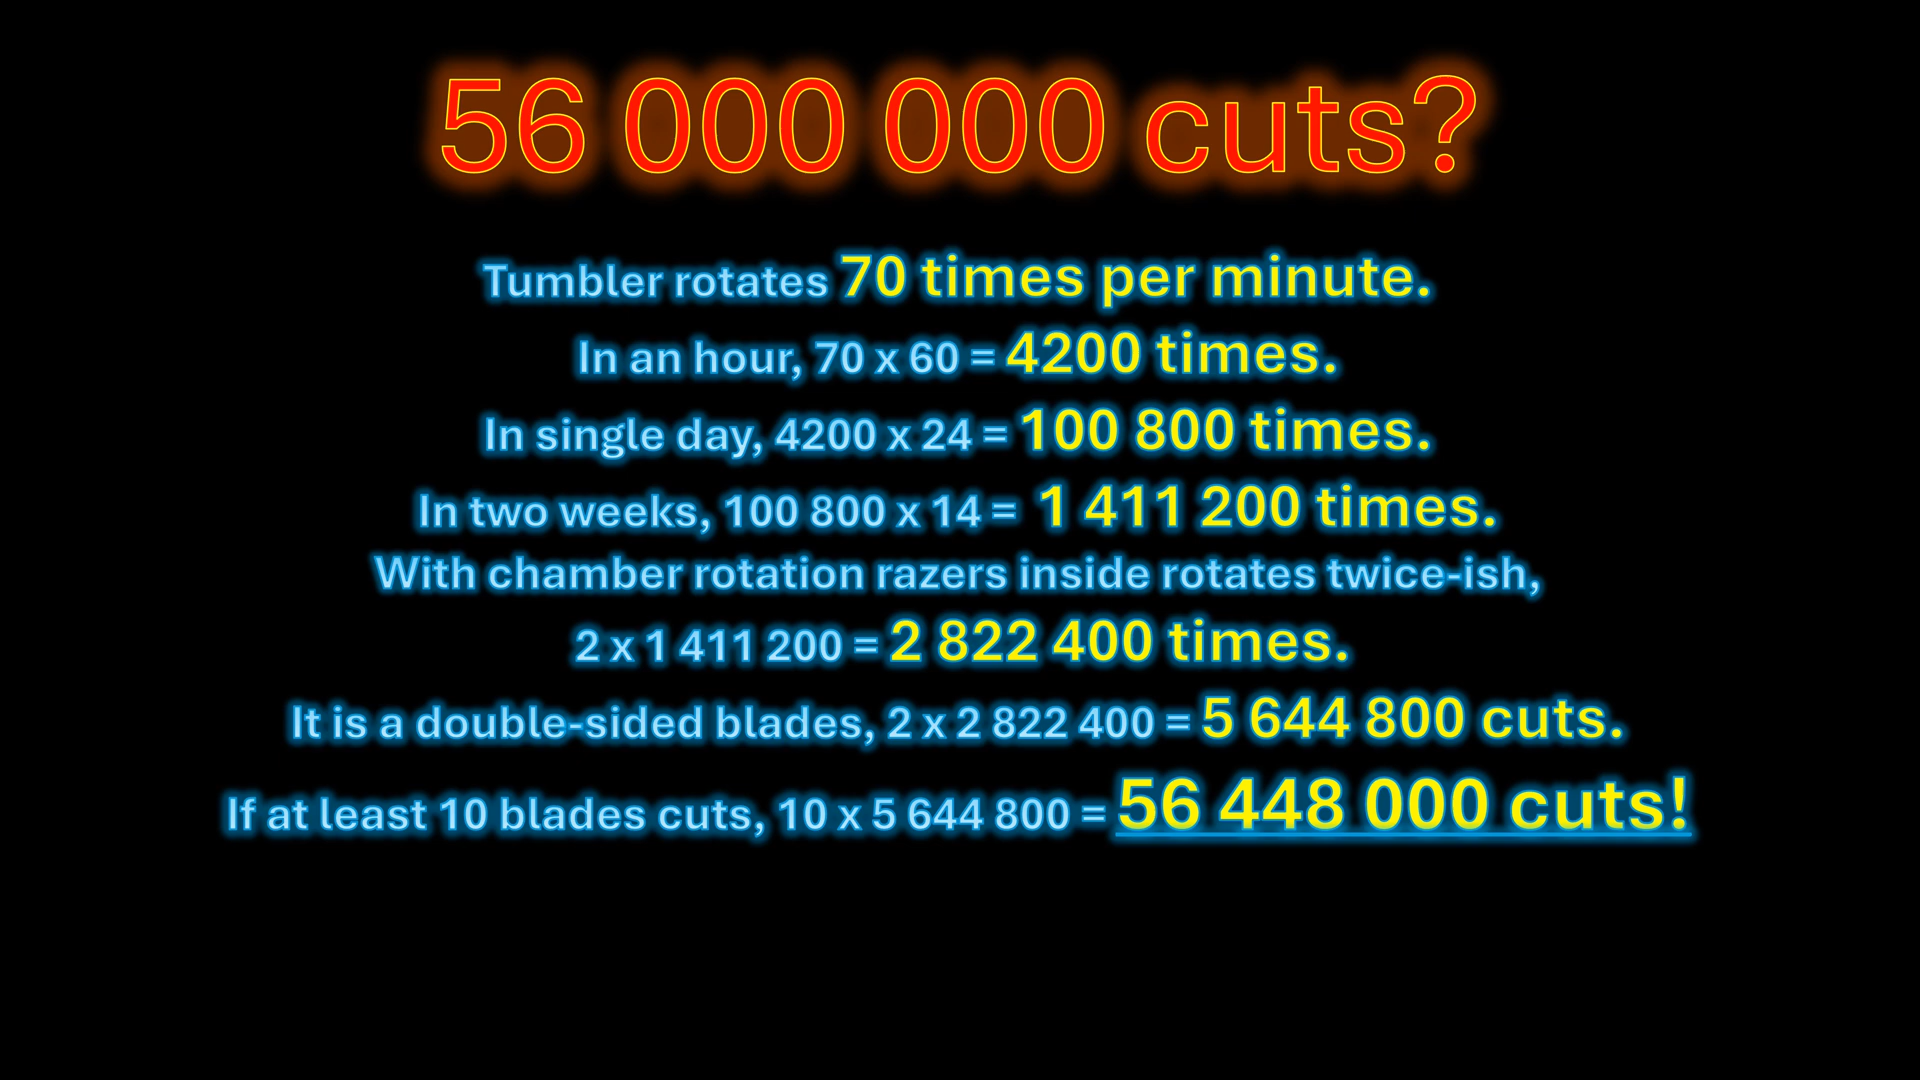 56 000 000 cuts?
Tumbler rotates 70 times per minute.
In an hour, 70 x 60 = 4200 times.
In single day, 4200 x 24 = 100 800 times.
In two weeks, 100 800 x 14 = 1 411 200 times.
With chamber rotation razers inside rotates twice-ish,
2 x 1 411 200 = 2 822 400 times.
It is a double-sided blades, 2 x 2 822 400 = 5 644 800 cuts.
If at least 10 blades cuts, 10 x 5 644 800 = 56 448 000 cuts!